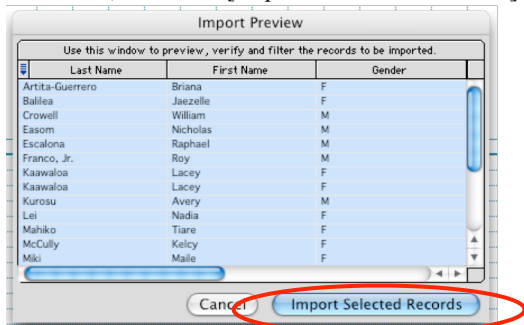 Import Preview
Use this window to preview, verify and filter the records to be imported.
Last Name First Name Gender
Artita-Guerrero Briana F
Balilea Jaezelle F
Crowell William M
Easom Nicholas M
Escalona Raphael M
Franco, Jr. Roy M
Kaawaloa Lacey F
Kaawaloa Lacey F
Kurosu Avery M
Lei Nadia F
Mahiko Tiare F
McCully Kelcy F
Miki Maile F
Cancel Import Selected Records